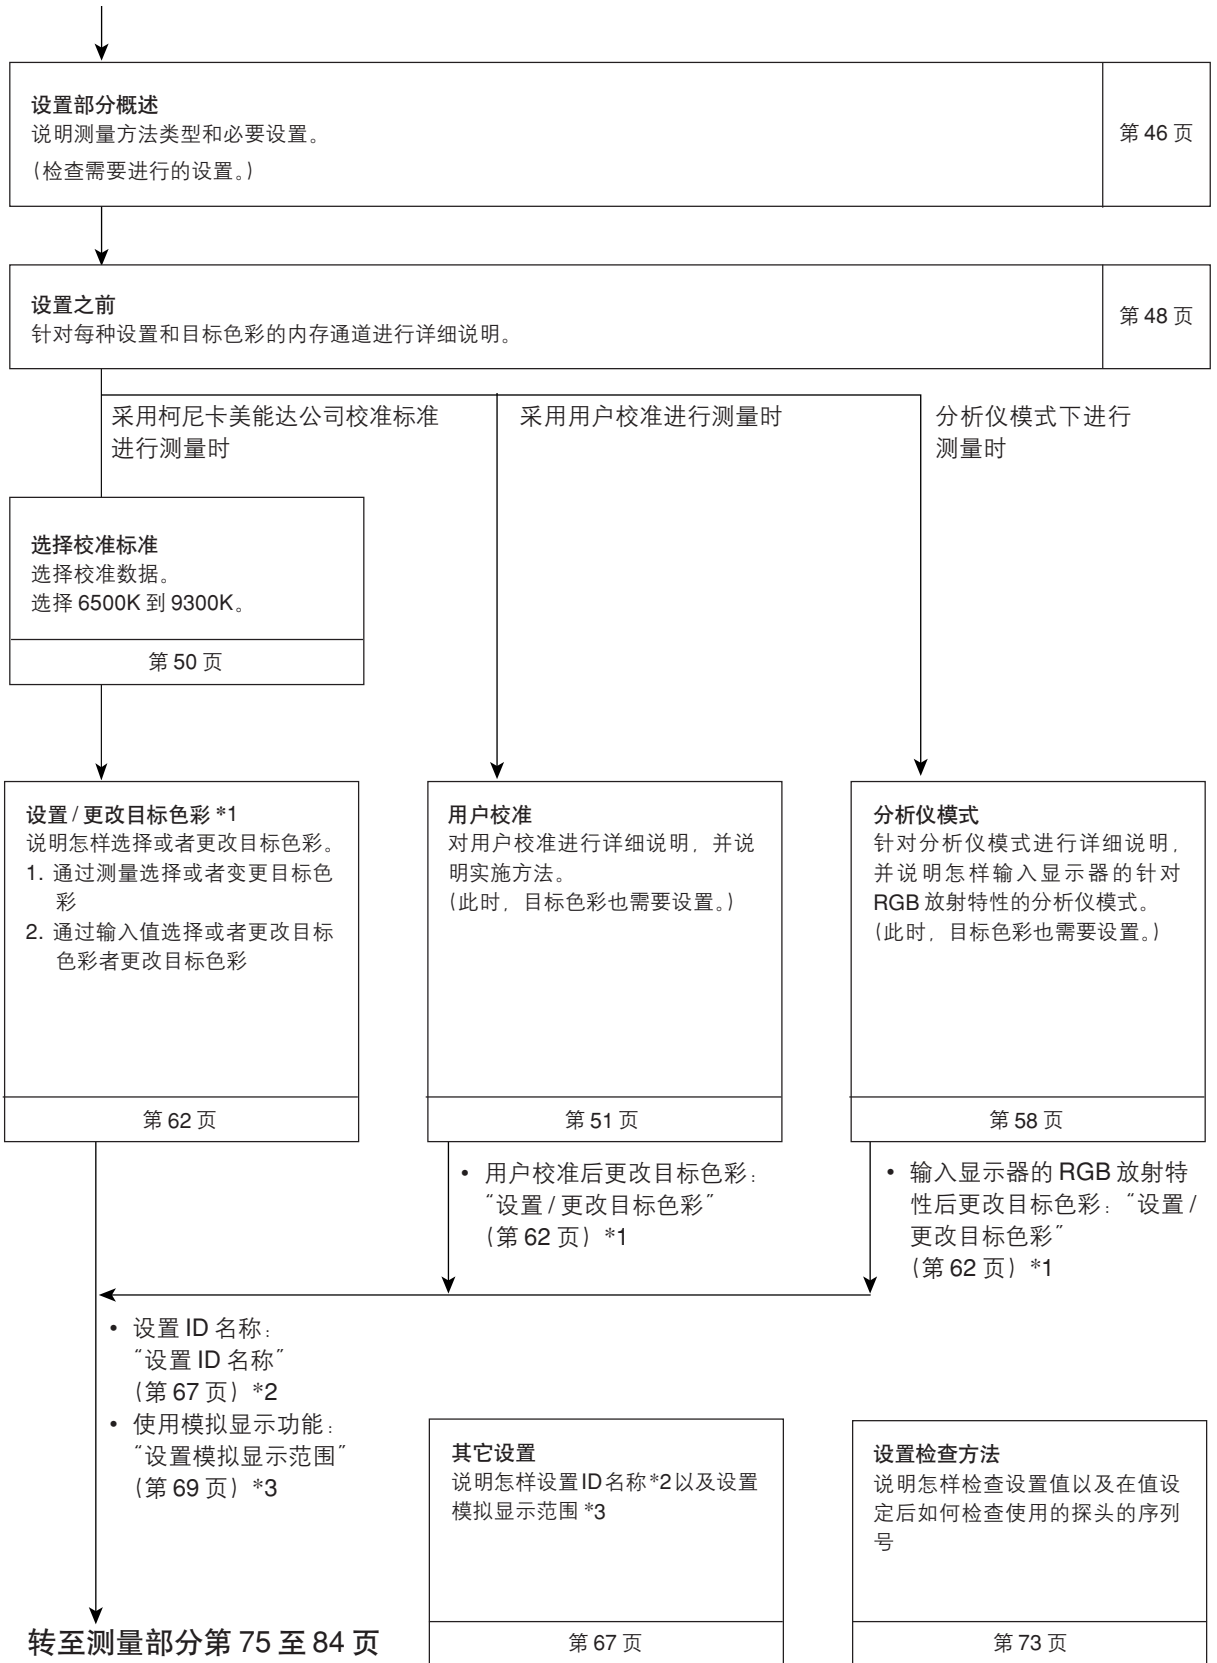 设置部分概述
说明测量方法类型和必要设置。
（检查需要进行的设置。）
第 46 页
设置之前
针对每种设置和目标色彩的内存通道进行详细说明。
第 48 页
采用柯尼卡美能达公司校准标准
进行测量时
采用用户校准进行测量时
分析仪模式下进行
测量时
选择校准标准
选择校准数据。
选择 6500K 到 9300K。
第 50 页
设置 / 更改目标色彩 *1
说明怎样选择或者更改目标色彩。
1. 通过测量选择或者变更目标色
彩
2. 通过输入值选择或者更改目标
色彩者更改目标色彩
第 62 页
用户校准
对用户校准进行详细说明，并说
明实施方法。
（此时，目标色彩也需要设置。）
第 51 页
分析仪模式
针对分析仪模式进行详细说明，
并说明怎样输入显示器的针对
RGB 放射特性的分析仪模式。
（此时，目标色彩也需要设置。）
第 58 页
• 用户校准后更改目标色彩：
“设置 / 更改目标色彩”
（第 62 页）*1
• 输入显示器的 RGB 放射特
性后更改目标色彩：“设置 /
更改目标色彩”
（第 62 页）*1
• 设置 ID 名称：
“设置 ID 名称”
（第 67 页）*2
• 使用模拟显示功能：
“设置模拟显示范围”
（第 69 页）*3
转至测量部分第 75 至 84 页
其它设置
说明怎样设置 ID 名称 *2 以及设置
模拟显示范围 *3
第 67 页
设置检查方法
说明怎样检查设置值以及在值设
定后如何检查使用的探头的序列
号
第 73 页